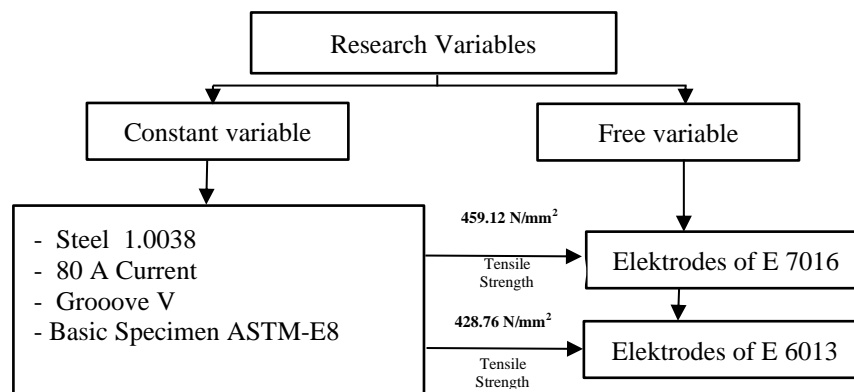 Research Variables
Constant variable
Free variable
- Steel 1.0038
- 80 A Current
- Grooove V
- Basic Specimen ASTM-E8
459.12 N/mm²
Tensile
Strength
Elektrodes of E 7016
428.76 N/mm²
Tensile
Strength
Elektrodes of E 6013